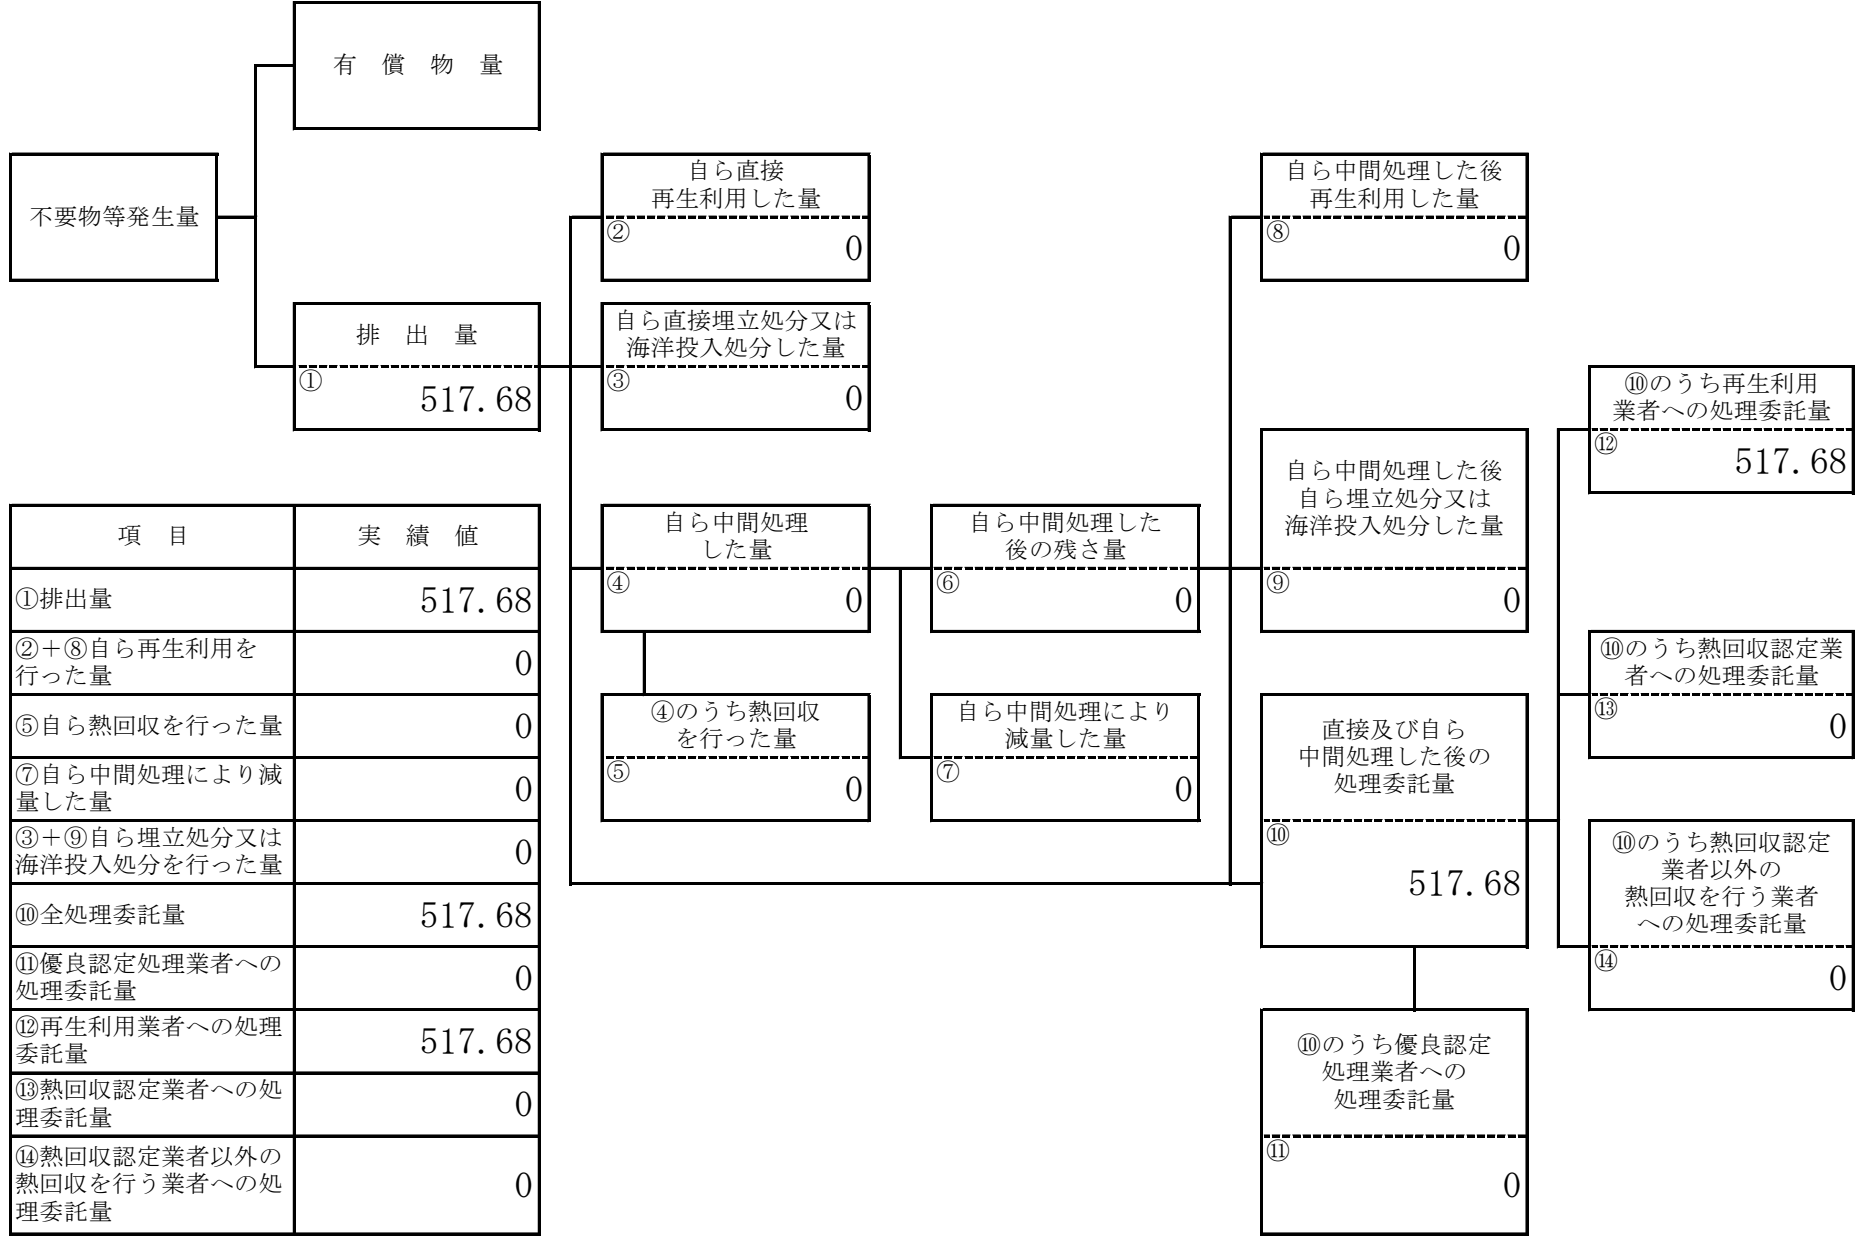 有　償　物　量
不要物等発生量
排　出　量
①
517.68
自ら直接
再生利用した量
②
0
自ら直接埋立処分又は
海洋投入処分した量
③
0
自ら中間処理
した量
④
0
④のうち熱回収
を行った量
⑤
0
自ら中間処理した
後の残さ量
⑥
0
自ら中間処理により
減量した量
⑦
0
自ら中間処理した後
再生利用した量
⑧
0
自ら中間処理した後
自ら埋立処分又は
海洋投入処分した量
⑨
0
直接及び自ら
中間処理した後の
処理委託量
⑩
517.68
⑩のうち優良認定
処理業者への
処理委託量
⑪
0
⑩のうち再生利用
業者への処理委託量
⑫
517.68
⑩のうち熱回収認定業
者への処理委託量
⑬
0
⑩のうち熱回収認定
業者以外の
熱回収を行う業者
への処理委託量
⑭
0
項　目　実　績　値
①排出量　517.68
②＋⑧自ら再生利用を
行った量
0
⑤自ら熱回収を行った量　0
⑦自ら中間処理により減
量した量
0
③＋⑨自ら埋立処分又は
海洋投入処分を行った量
0
⑩全処理委託量　517.68
⑪優良認定処理業者への
処理委託量
0
⑫再生利用業者への処理
委託量
517.68
⑬熱回収認定業者への処
理委託量
0
⑭熱回収認定業者以外の
熱回収を行う業者への処
理委託量
0